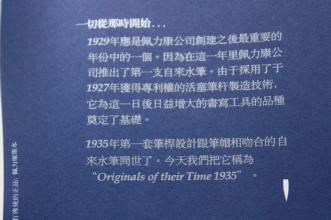 一切從那時開始...
1929年應是佩力康公司創建之後最重要的
年份中的一個。因為在這一年里佩力康公
司推出了第一支自來水筆。由于採用了于
1927年獲得專利權的活塞筆杆製造技術，
它為這一日後日益增大的書寫工具的品種
奠定了基礎。
1935年第一套筆桿設計跟筆帽相吻合的自
來水筆問世了。今天我們把它稱為
“Originals of their Time 1935”。